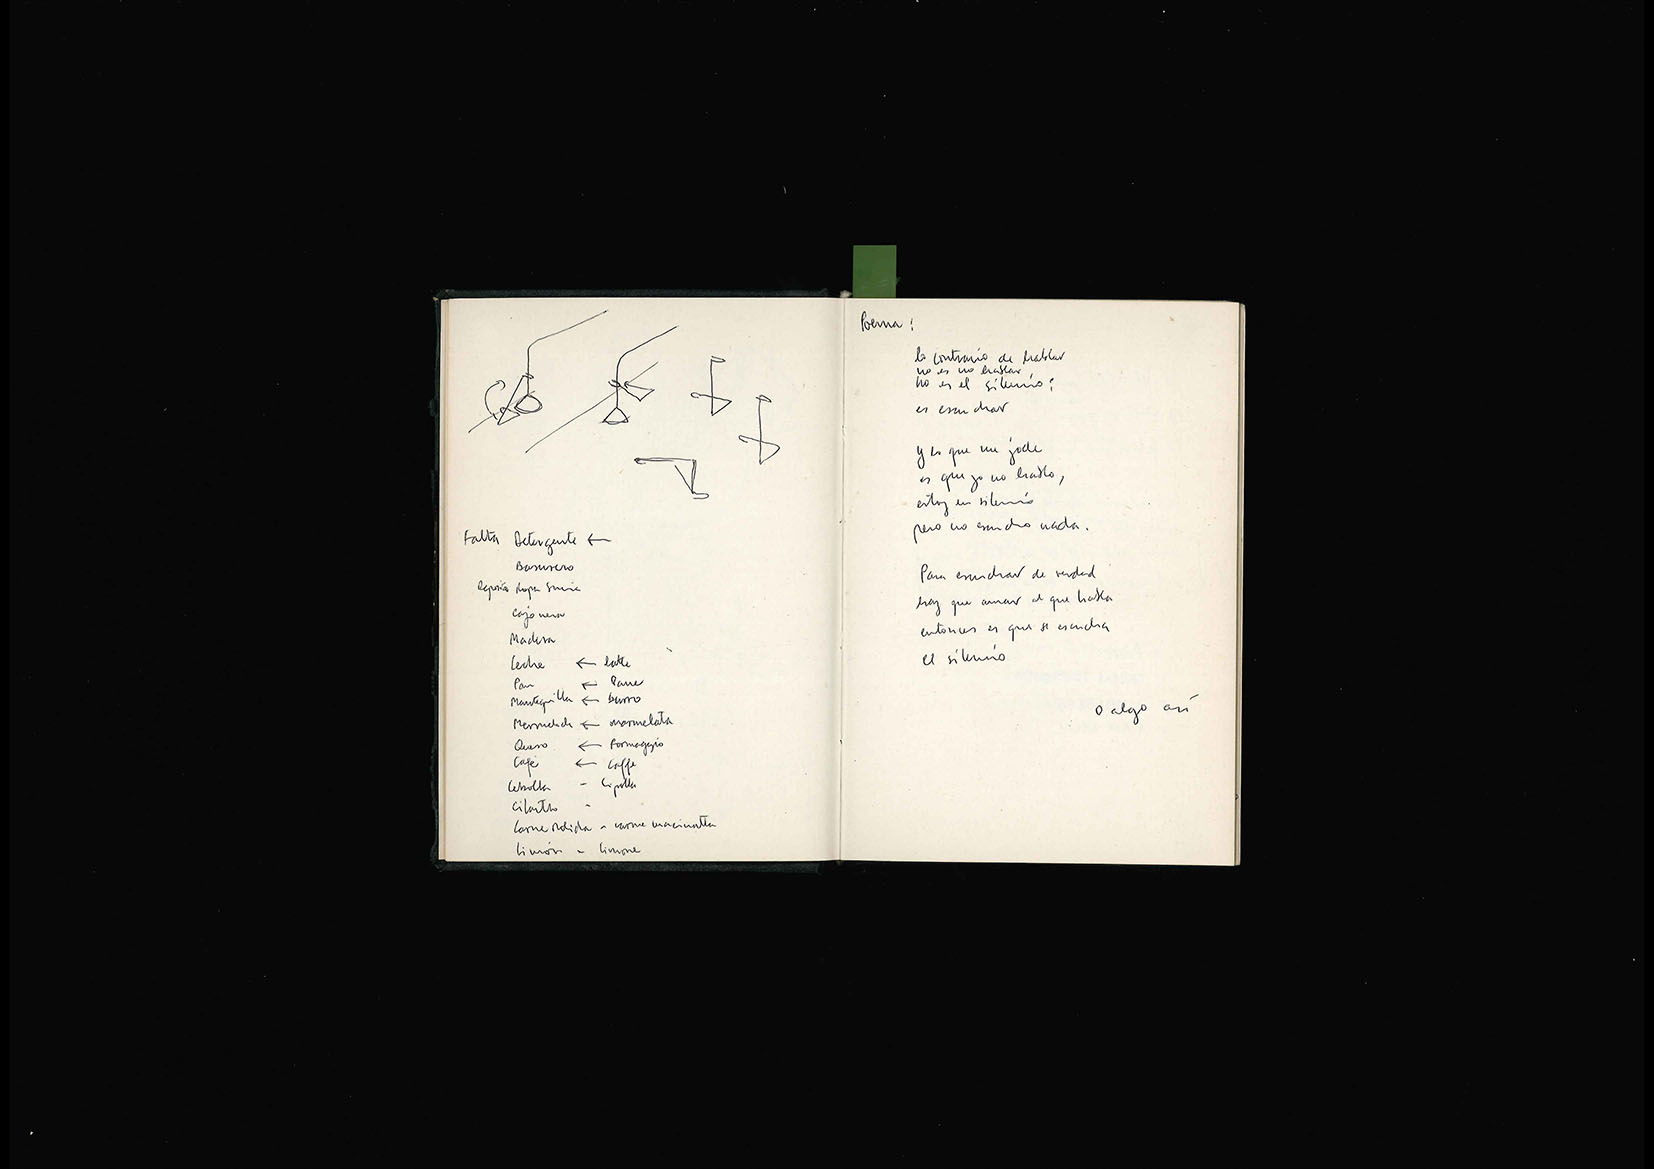 Falta Detergente ←
Basurero
Ropa Sucia
Cajonera
Madera
Leche ← latte
Pan ← Pane
Mantequilla ← burro
Mermelada ← marmelata
Queso ← Formaggio
Café ← Caffe
Cebolla - Cipolla
Cilantro -
Carne Molida - carne macinatta
Limón - limone
Poema:
lo contrario de hablar
no es no hablar
no es el silencio:
es escuchar
y lo que me jode
es que yo no hablo,
estoy en silencio
pero no escucho nada.
Para escuchar de verdad
hay que amar al que habla
entonces es que se escucha
el silencio
o algo así